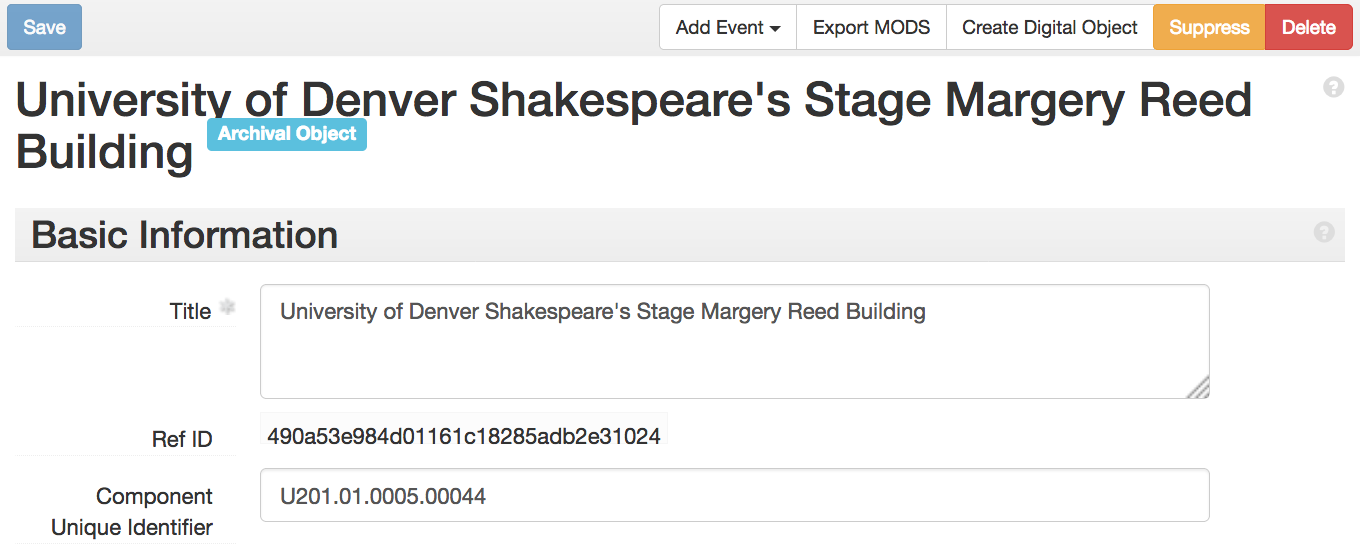 Save
Add Event Export MODS Create Digital Object Suppress Delete
University of Denver Shakespeare's Stage Margery Reed
Building Archival Object
Basic Information
Title University of Denver Shakespeare's Stage Margery Reed Building
Ref ID 490a53e984d01161c18285adb2e31024
Component U201.01.0005.00044
Unique Identifier